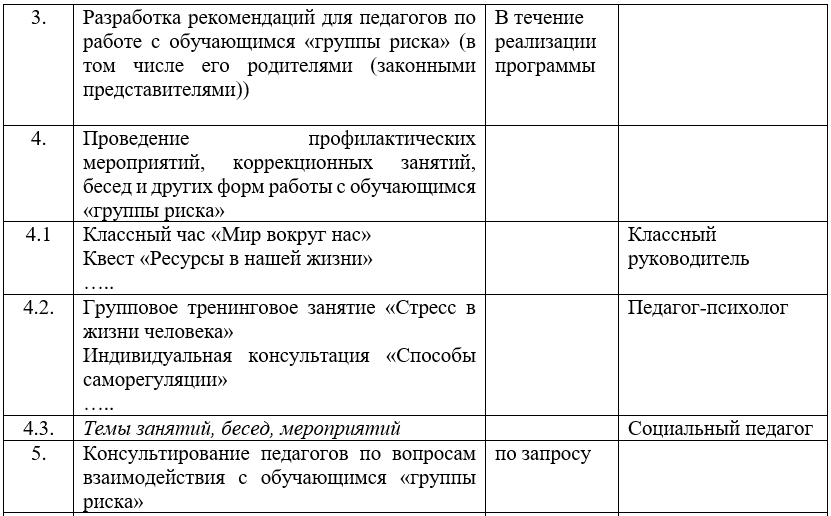 3. Разработка рекомендаций для педагогов по В течение
работе с обучающимся «группы риска» (в реализации
том числе его родителями (законными программы
представителями))
4. Проведение профилактических
мероприятий, коррекционных занятий,
бесед и других форм работы с обучающимся
«группы риска»
4.1 Классный час «Мир вокруг нас» Классный
Квест «Ресурсы в нашей жизни» руководитель
…..
4.2. Групповое тренинговое занятие «Стресс в Педагог-психолог
жизни человека»
Индивидуальная консультация «Способы
саморегуляции»
…..
4.3. Темы занятий, бесед, мероприятий Социальный педагог
5. Консультирование педагогов по вопросам по запросу
взаимодействия с обучающимся «группы
риска»